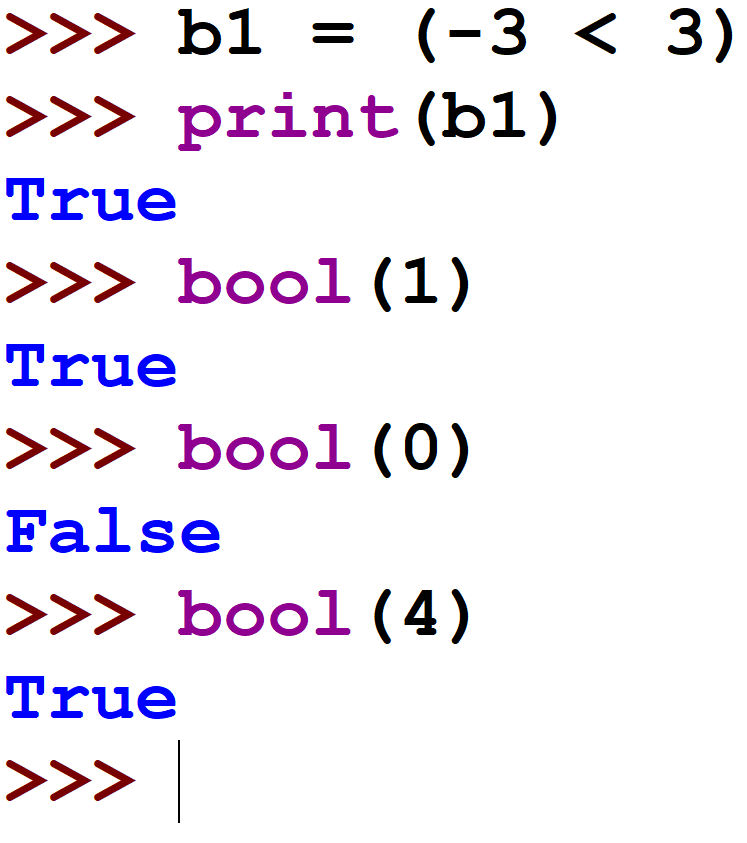 >>> b1 = (-3 < 3)
>>> print(b1)
True
>>> bool(1)
True
>>> bool(0)
False
>>> bool(4)
True
>>>